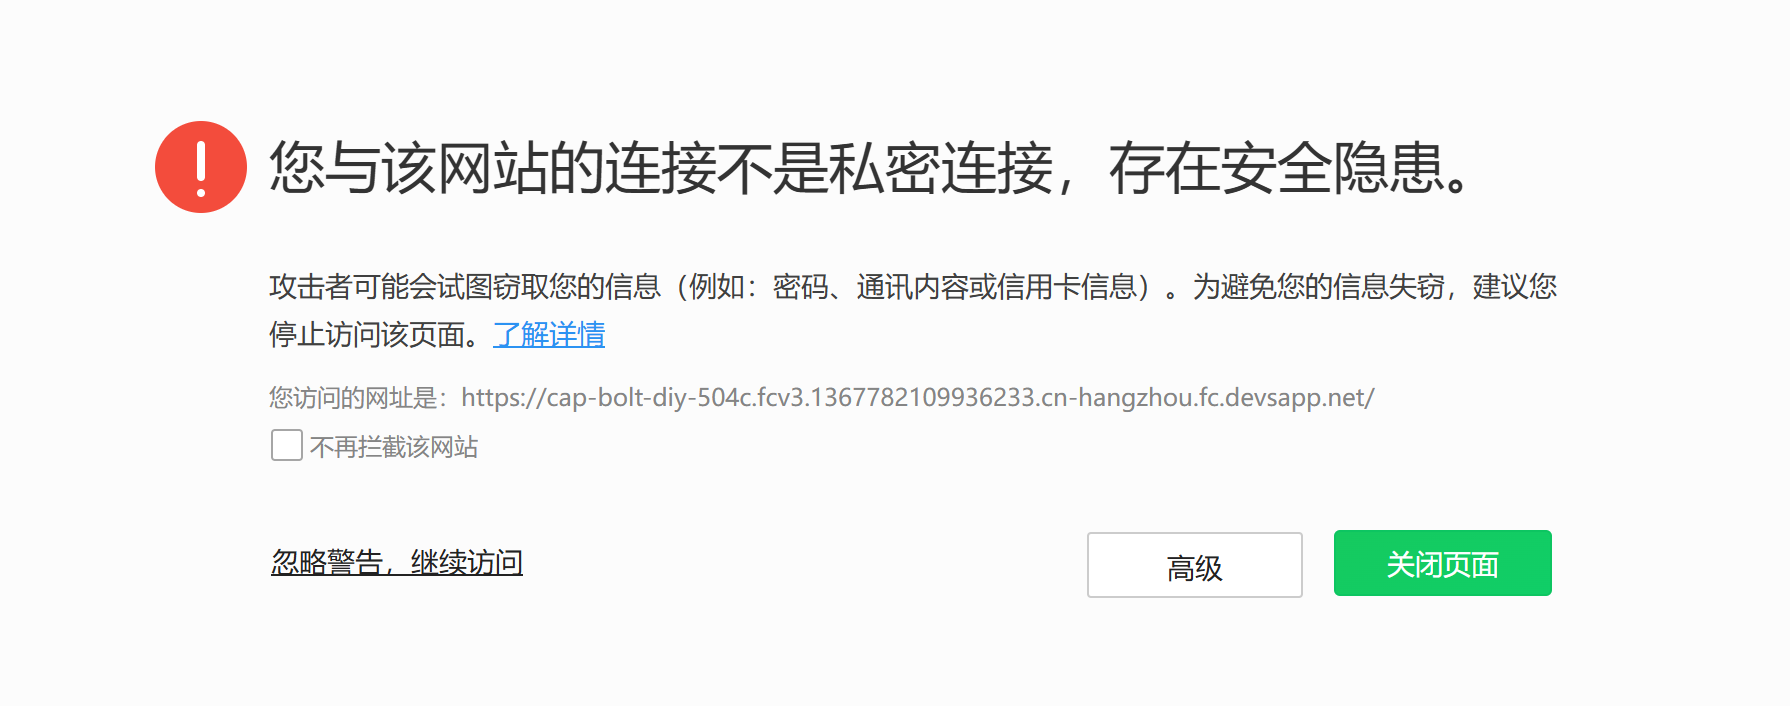 您与该网站的连接不是私密连接，存在安全隐患。
攻击者可能会试图窃取您的信息（例如：密码、通讯内容或信用卡信息）。为避免您的信息失窃，建议您
停止访问该页面。了解详情
您访问的网址是：https://cap-bolt-diy-504c.fcv3.1367782109936233.cn-hangzhou.fc.devsapp.net/
不再拦截该网站
忽略警告，继续访问
高级
关闭页面